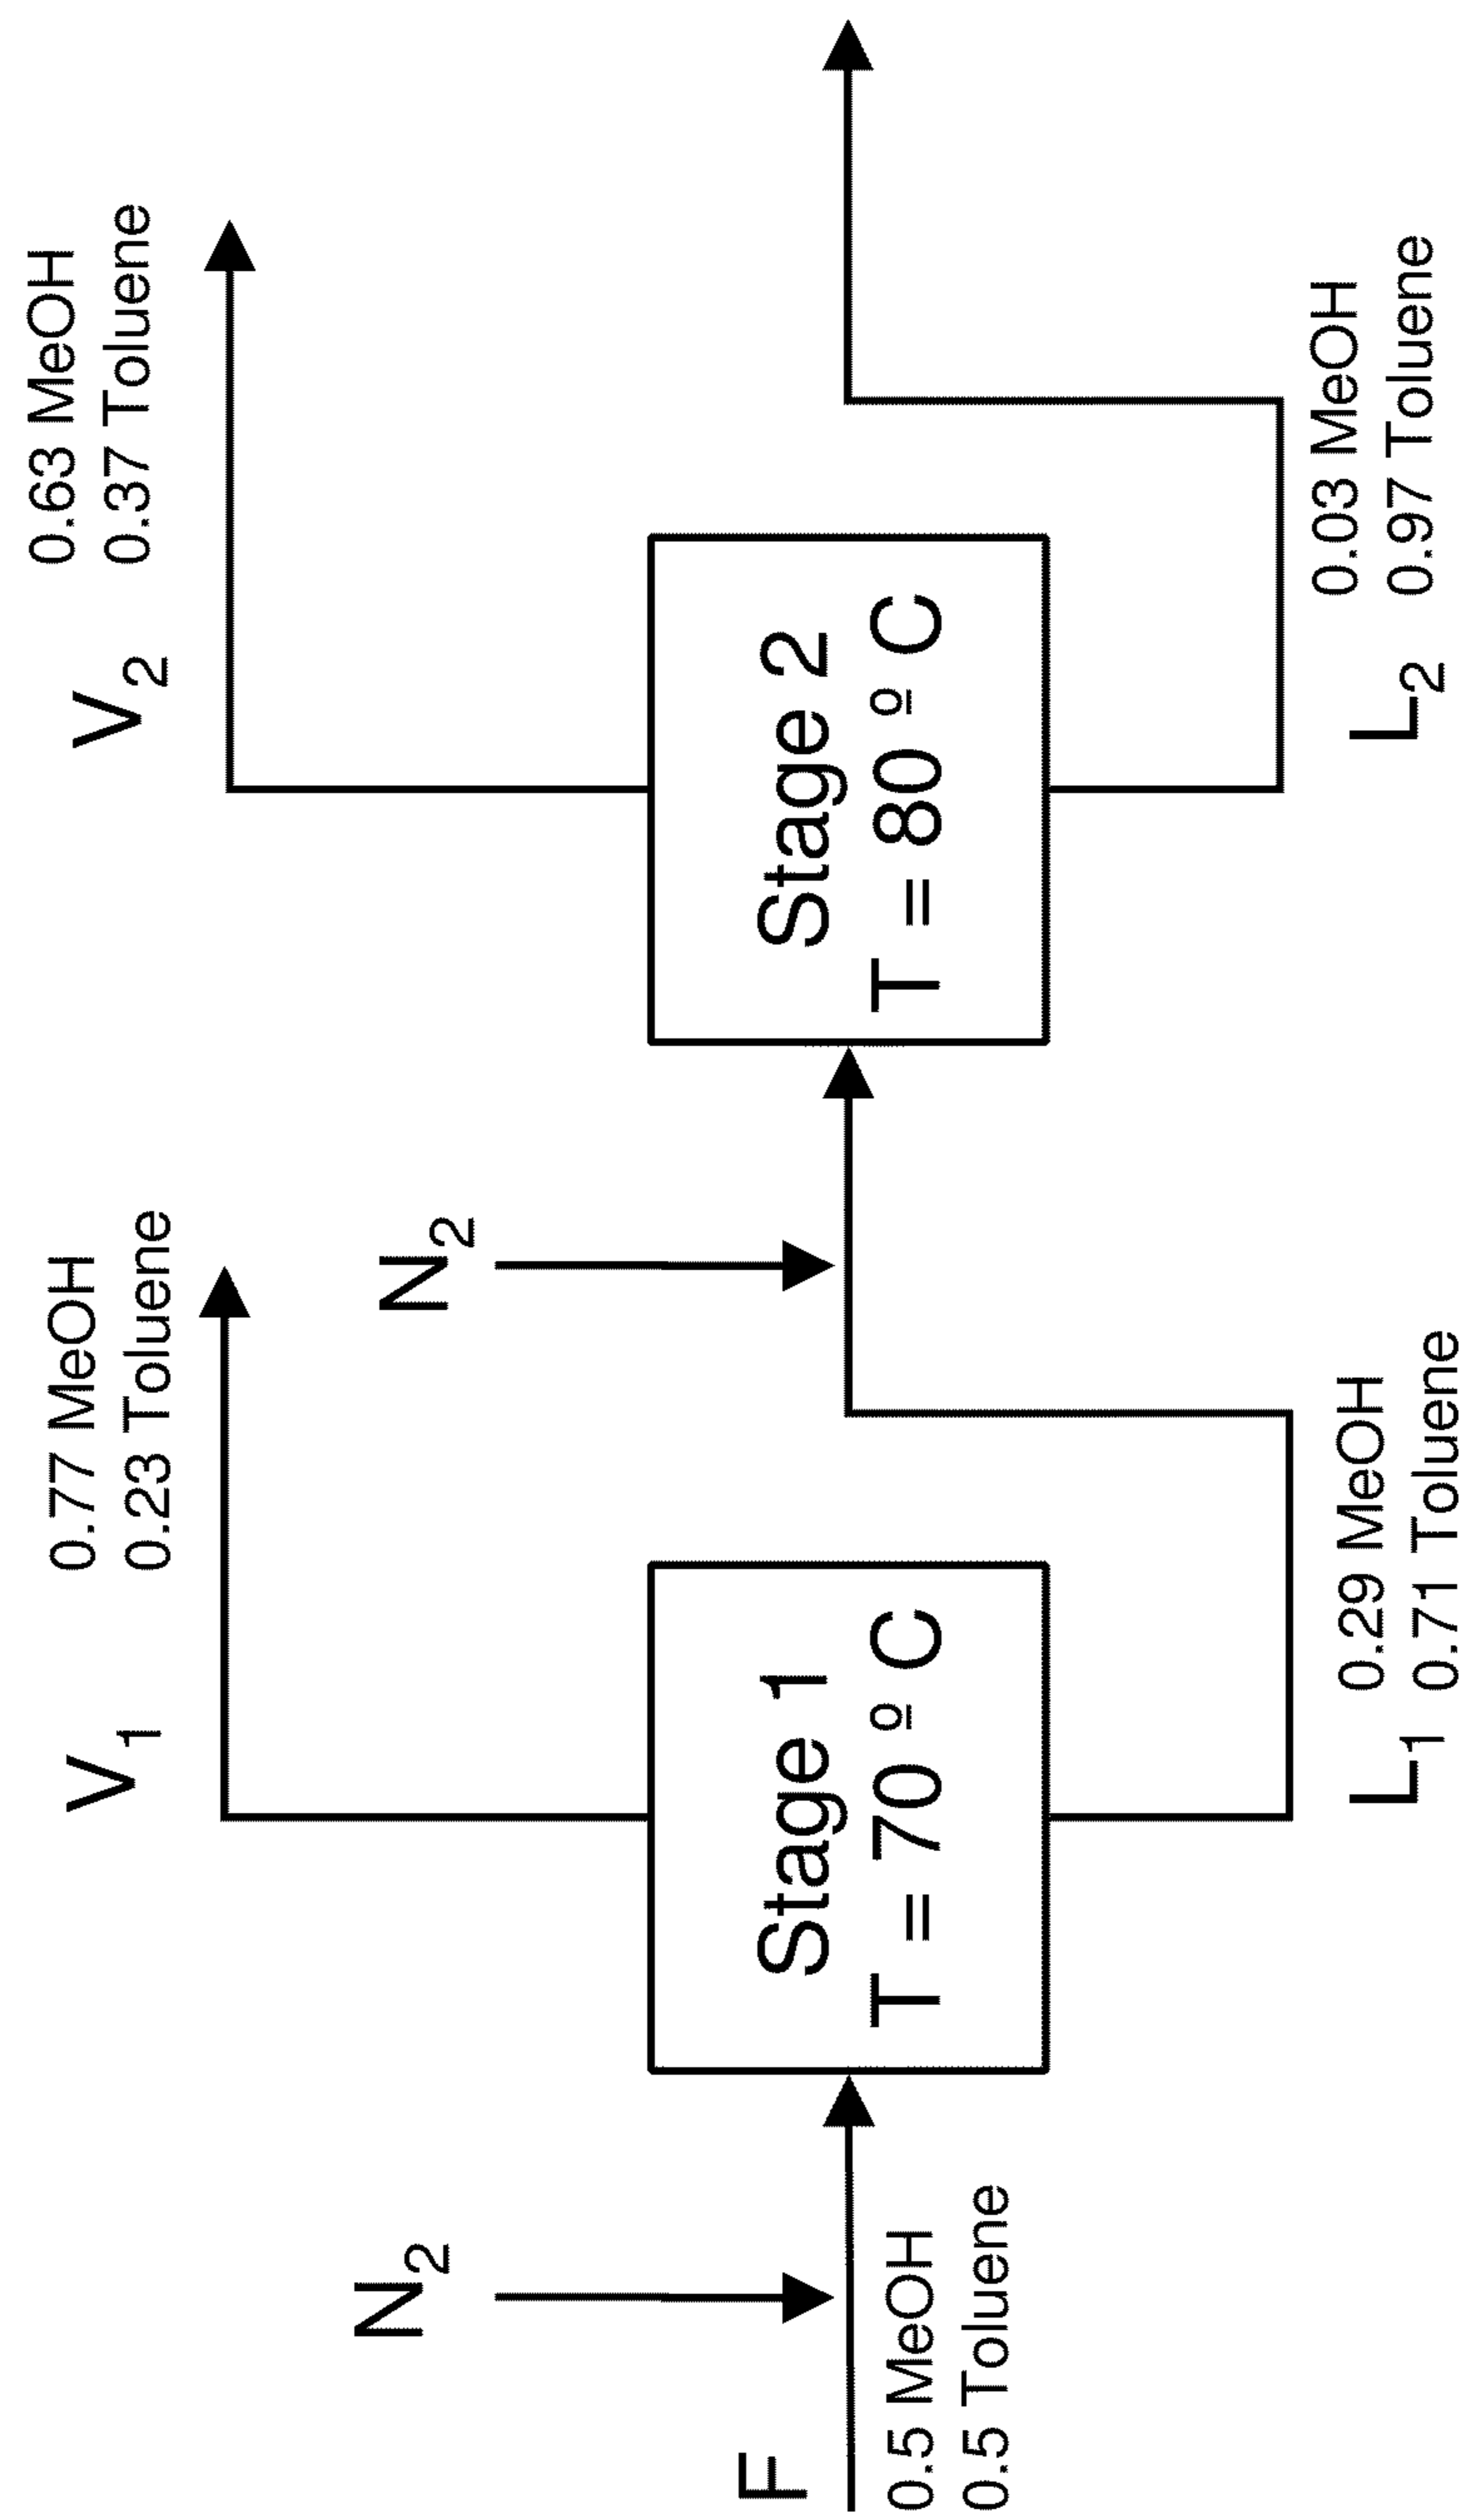 V1
0.77 MeOH
0.23 Toluene
V2
0.63 MeOH
0.37 Toluene
N2
N2
F
0.5 MeOH
0.5 Toluene
Stage 1
T = 70 º C
Stage 2
T = 80 º C
L1
0.29 MeOH
0.71 Toluene
L2
0.03 MeOH
0.97 Toluene